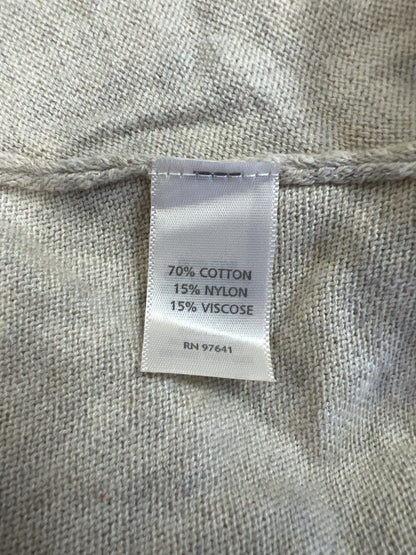 70% COTTON
15% NYLON
15% VISCOSE
RN 97641